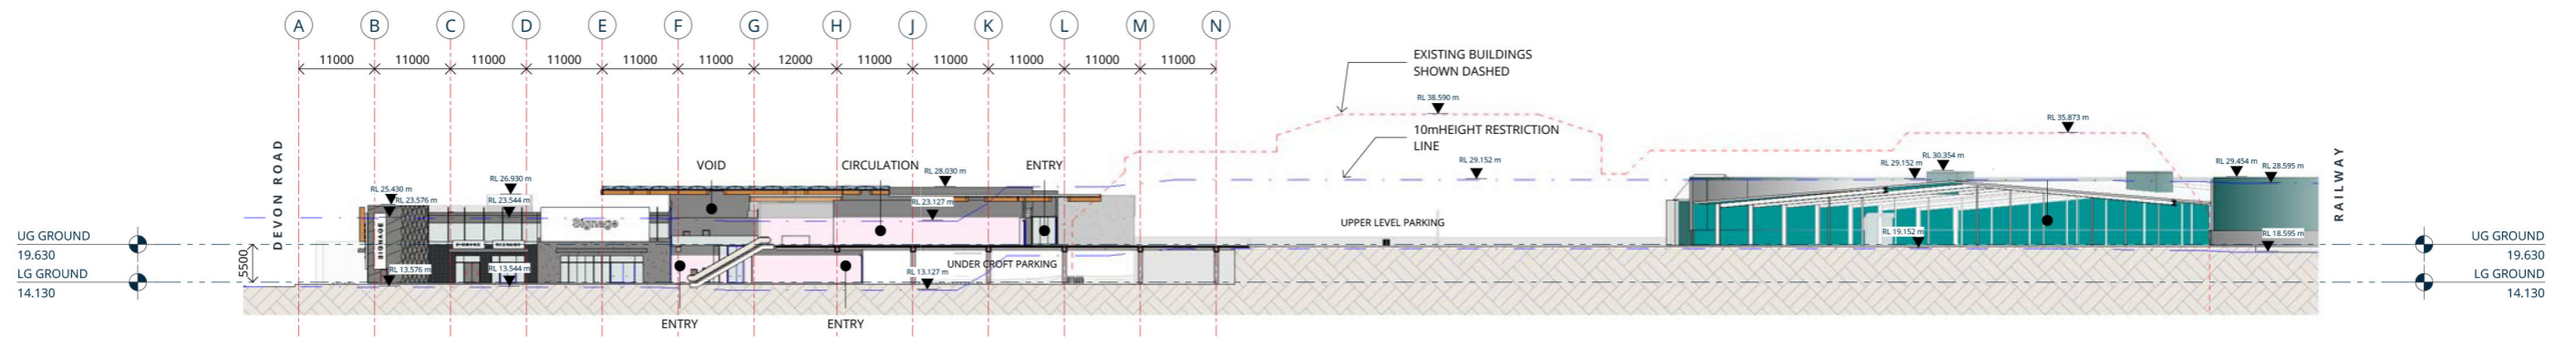 A B C D E F G H J K L M N
11000 11000 11000 11000 11000 11000 12000 11000 11000 11000 11000 11000
EXISTING BUILDINGS
SHOWN DASHED
RL 38.590 m
10mHEIGHT RESTRICTION
LINE
RL 35.873 m
DEVON ROAD
VOID
CIRCULATION
ENTRY
RL 28.030 m
RL 29.152 m
RL 29.152 m
RL 30.354 m
RL 29.454 m
RL 28.595 m
RAILWAY
RL 25.430 m
RL 26.930 m
RL 23.576 m
RL 23.544 m
RL 23.127 m
Signage
SIGNAGE
SIGNAGE
SIGNAGE
UPPER LEVEL PARKING
RL 19.152 m
RL 18.595 m
UG GROUND
19.630
LG GROUND
14.130
5500
RL 13.576 m
RL 13.544 m
RL 13.127 m
UNDER CROFT PARKING
ENTRY
ENTRY
UG GROUND
19.630
LG GROUND
14.130